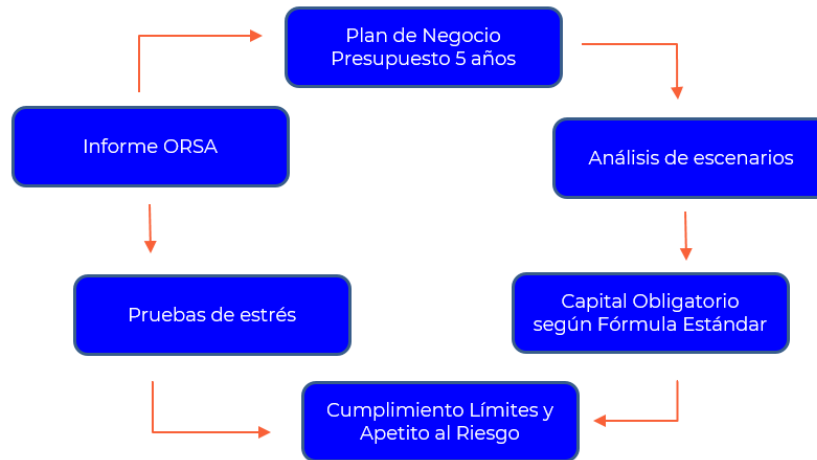 Plan de Negocio
Presupuesto 5 años
Informe ORSA
Análisis de escenarios
Pruebas de estrés
Capital Obligatorio
según Fórmula Estándar
Cumplimiento Límites y
Apetito al Riesgo